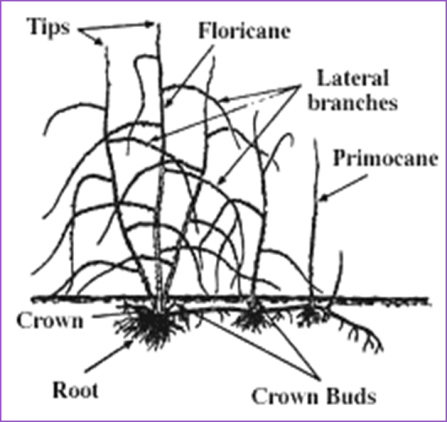 Tips
Floricane
Lateral
branches
Primocane
Crown
Root
Crown Buds